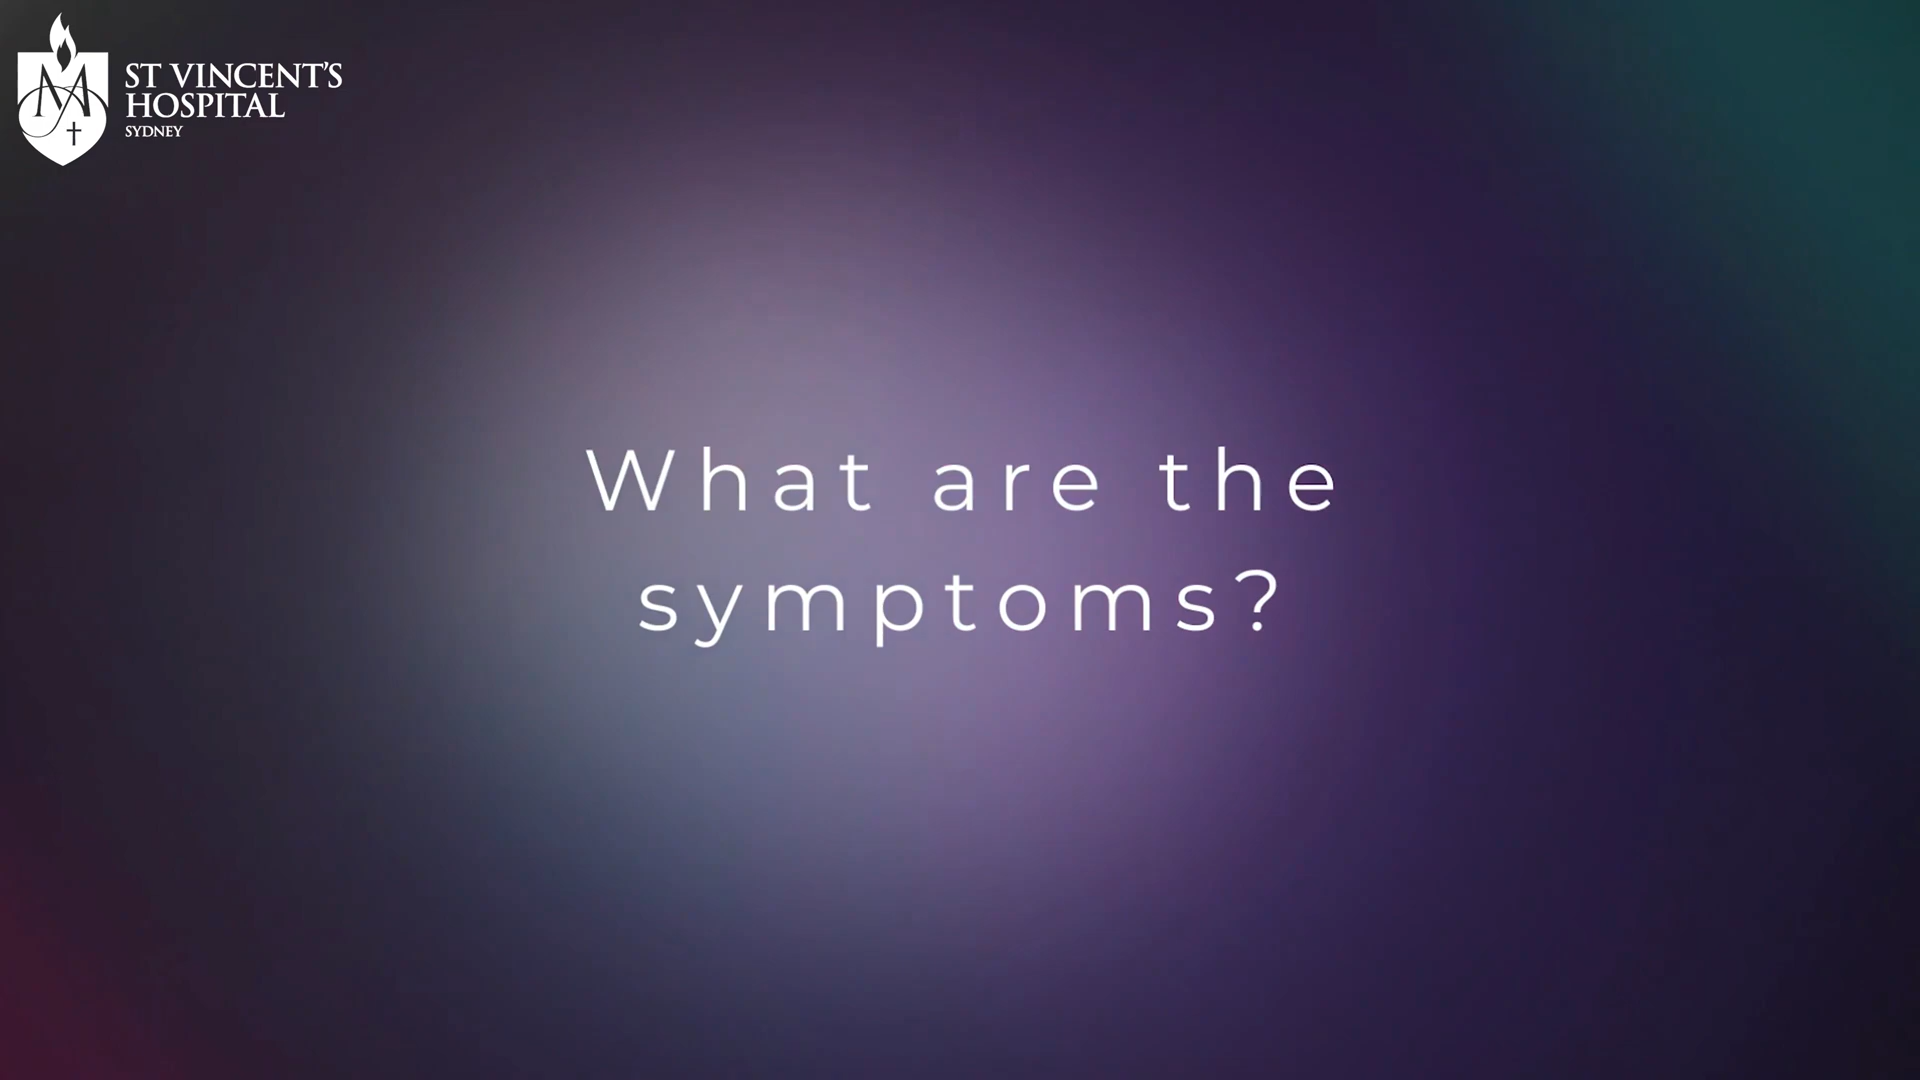 ST VINCENT'S
HOSPITAL
SYDNEY
What are the
symptoms?